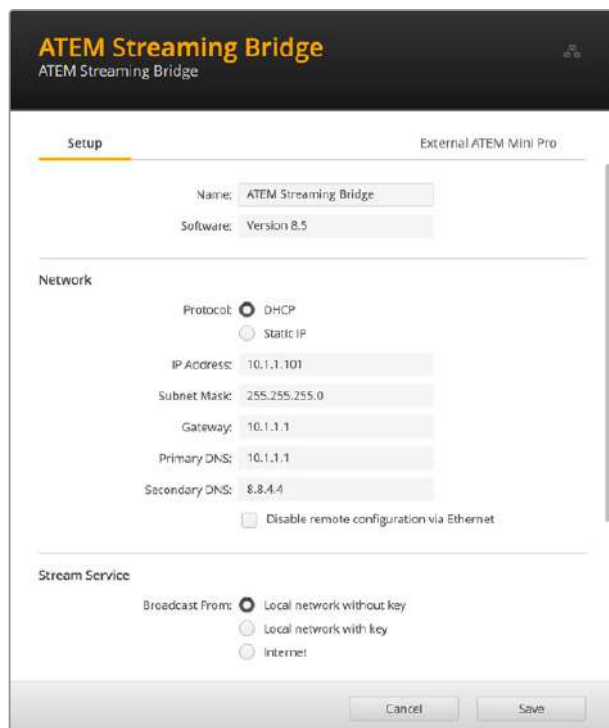 ATEM Streaming Bridge
ATEM Streaming Bridge
Setup
External ATEM Mini Pro
Name: ATEM Streaming Bridge
Software: Version 8.5
Network
Protocol: DHCP
Static IP
IP Address: 10.1.1.101
Subnet Mask: 255.255.255.0
Gateway: 10.1.1.1
Primary DNS: 10.1.1.1
Secondary DNS: 8.8.4.4
Disable remote configuration via Ethernet
Stream Service
Broadcast From: Local network without key
Local network with key
Internet
Cancel Save